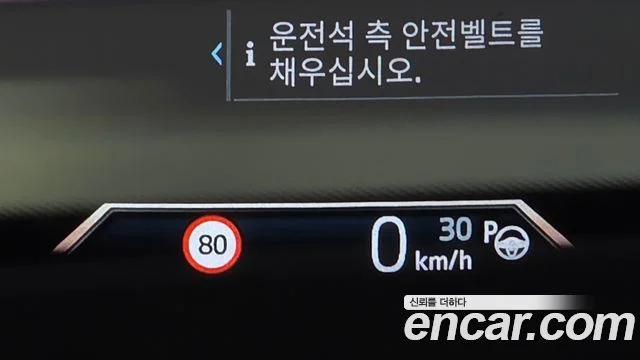 i 운전석 측 안전벨트를
채우십시오.
80
0 30 P
km/h
신뢰를 더하다
encar.com